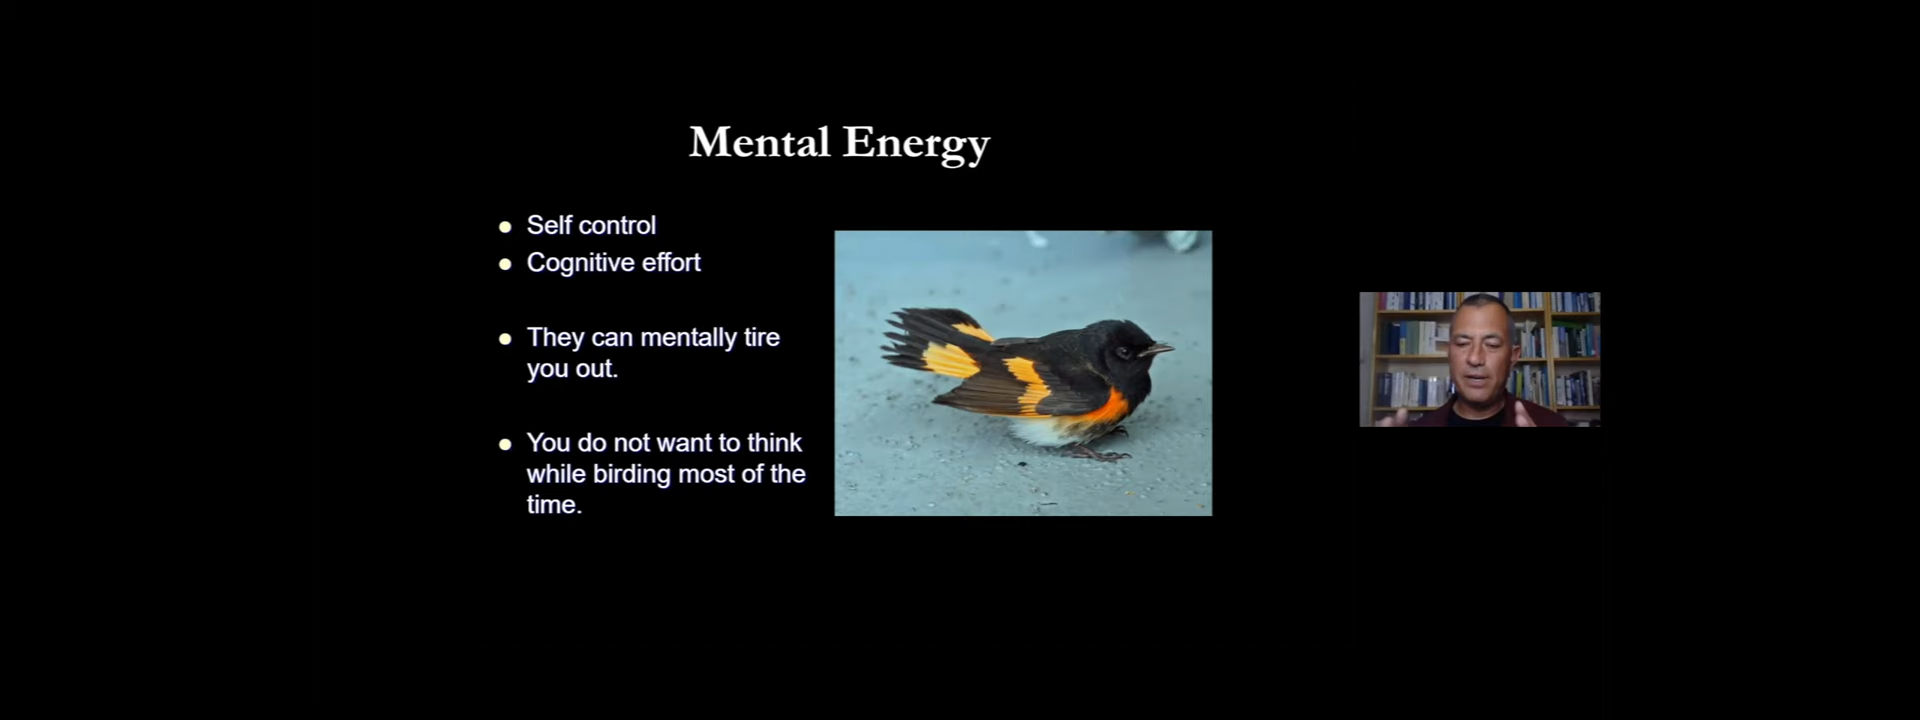 Mental Energy
Self control
Cognitive effort
They can mentally tire
you out.
You do not want to think
while birding most of the
time.